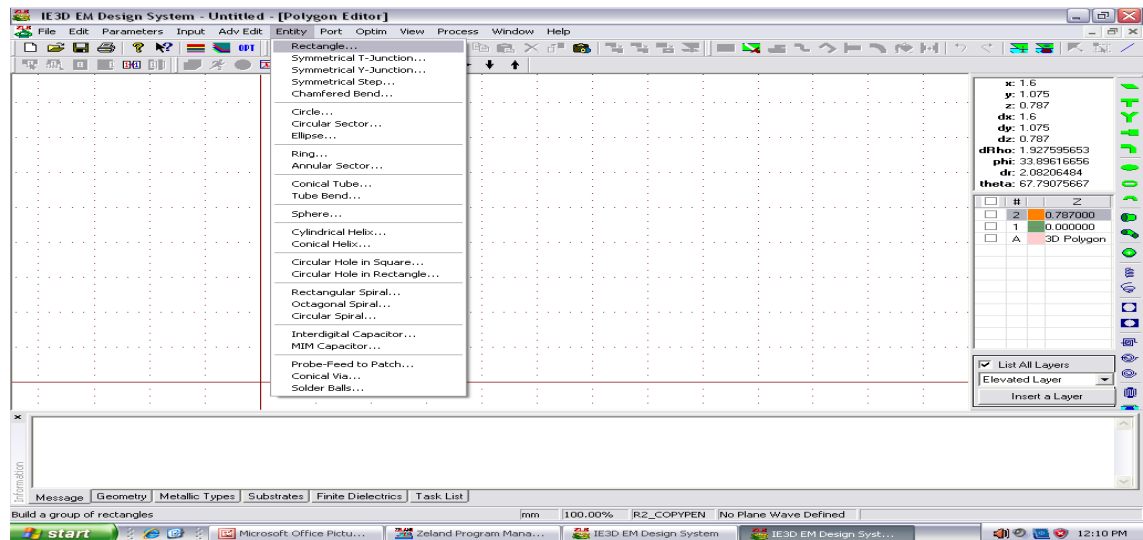 IE3D EM Design System - Untitled - [Polygon Editor]
File Edit Parameters Input Adv Edit Entity Port Optim View Process Window Help
OPT
Rectangle...
Symmetrical T-Junction...
Symmetrical Y-Junction...
Symmetrical Step...
Chamfered Bend...
Circle...
Circular Sector...
Ellipse...
Ring...
Annular Sector...
Conical Tube...
Tube Bend...
Sphere...
Cylindrical Helix...
Conical Helix...
Circular Hole in Square...
Circular Hole in Rectangle...
Rectangular Spiral...
Octagonal Spiral...
Circular Spiral...
Interdigital Capacitor...
MIM Capacitor...
Probe-Feed to Patch...
Conical Via...
Solder Balls...
x: 1.6
y: 1.075
z: 0.787
dx: 1.6
dy: 1.075
dz: 0.787
dRho: 1.927595653
phi: 33.89616656
dr: 2.08206484
theta: 67.79075667
# Z
2 0.787000
1 0.000000
A 3D Polygon
List All Layers
Elevated Layer
Insert a Layer
Information
Message Geometry Metallic Types Substrates Finite Dielectrics Task List
Build a group of rectangles mm 100.00% R2_COPYPEN No Plane Wave Defined
start Microsoft Office Pictu... Zeland Program Mana... IE3D EM Design System IE3D EM Design Syst... 12:10 PM